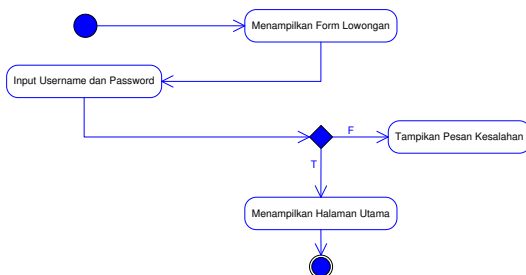 Menampilkan Form Lowongan
Input Username dan Password
F
Tampikan Pesan Kesalahan
T
Menampilkan Halaman Utama